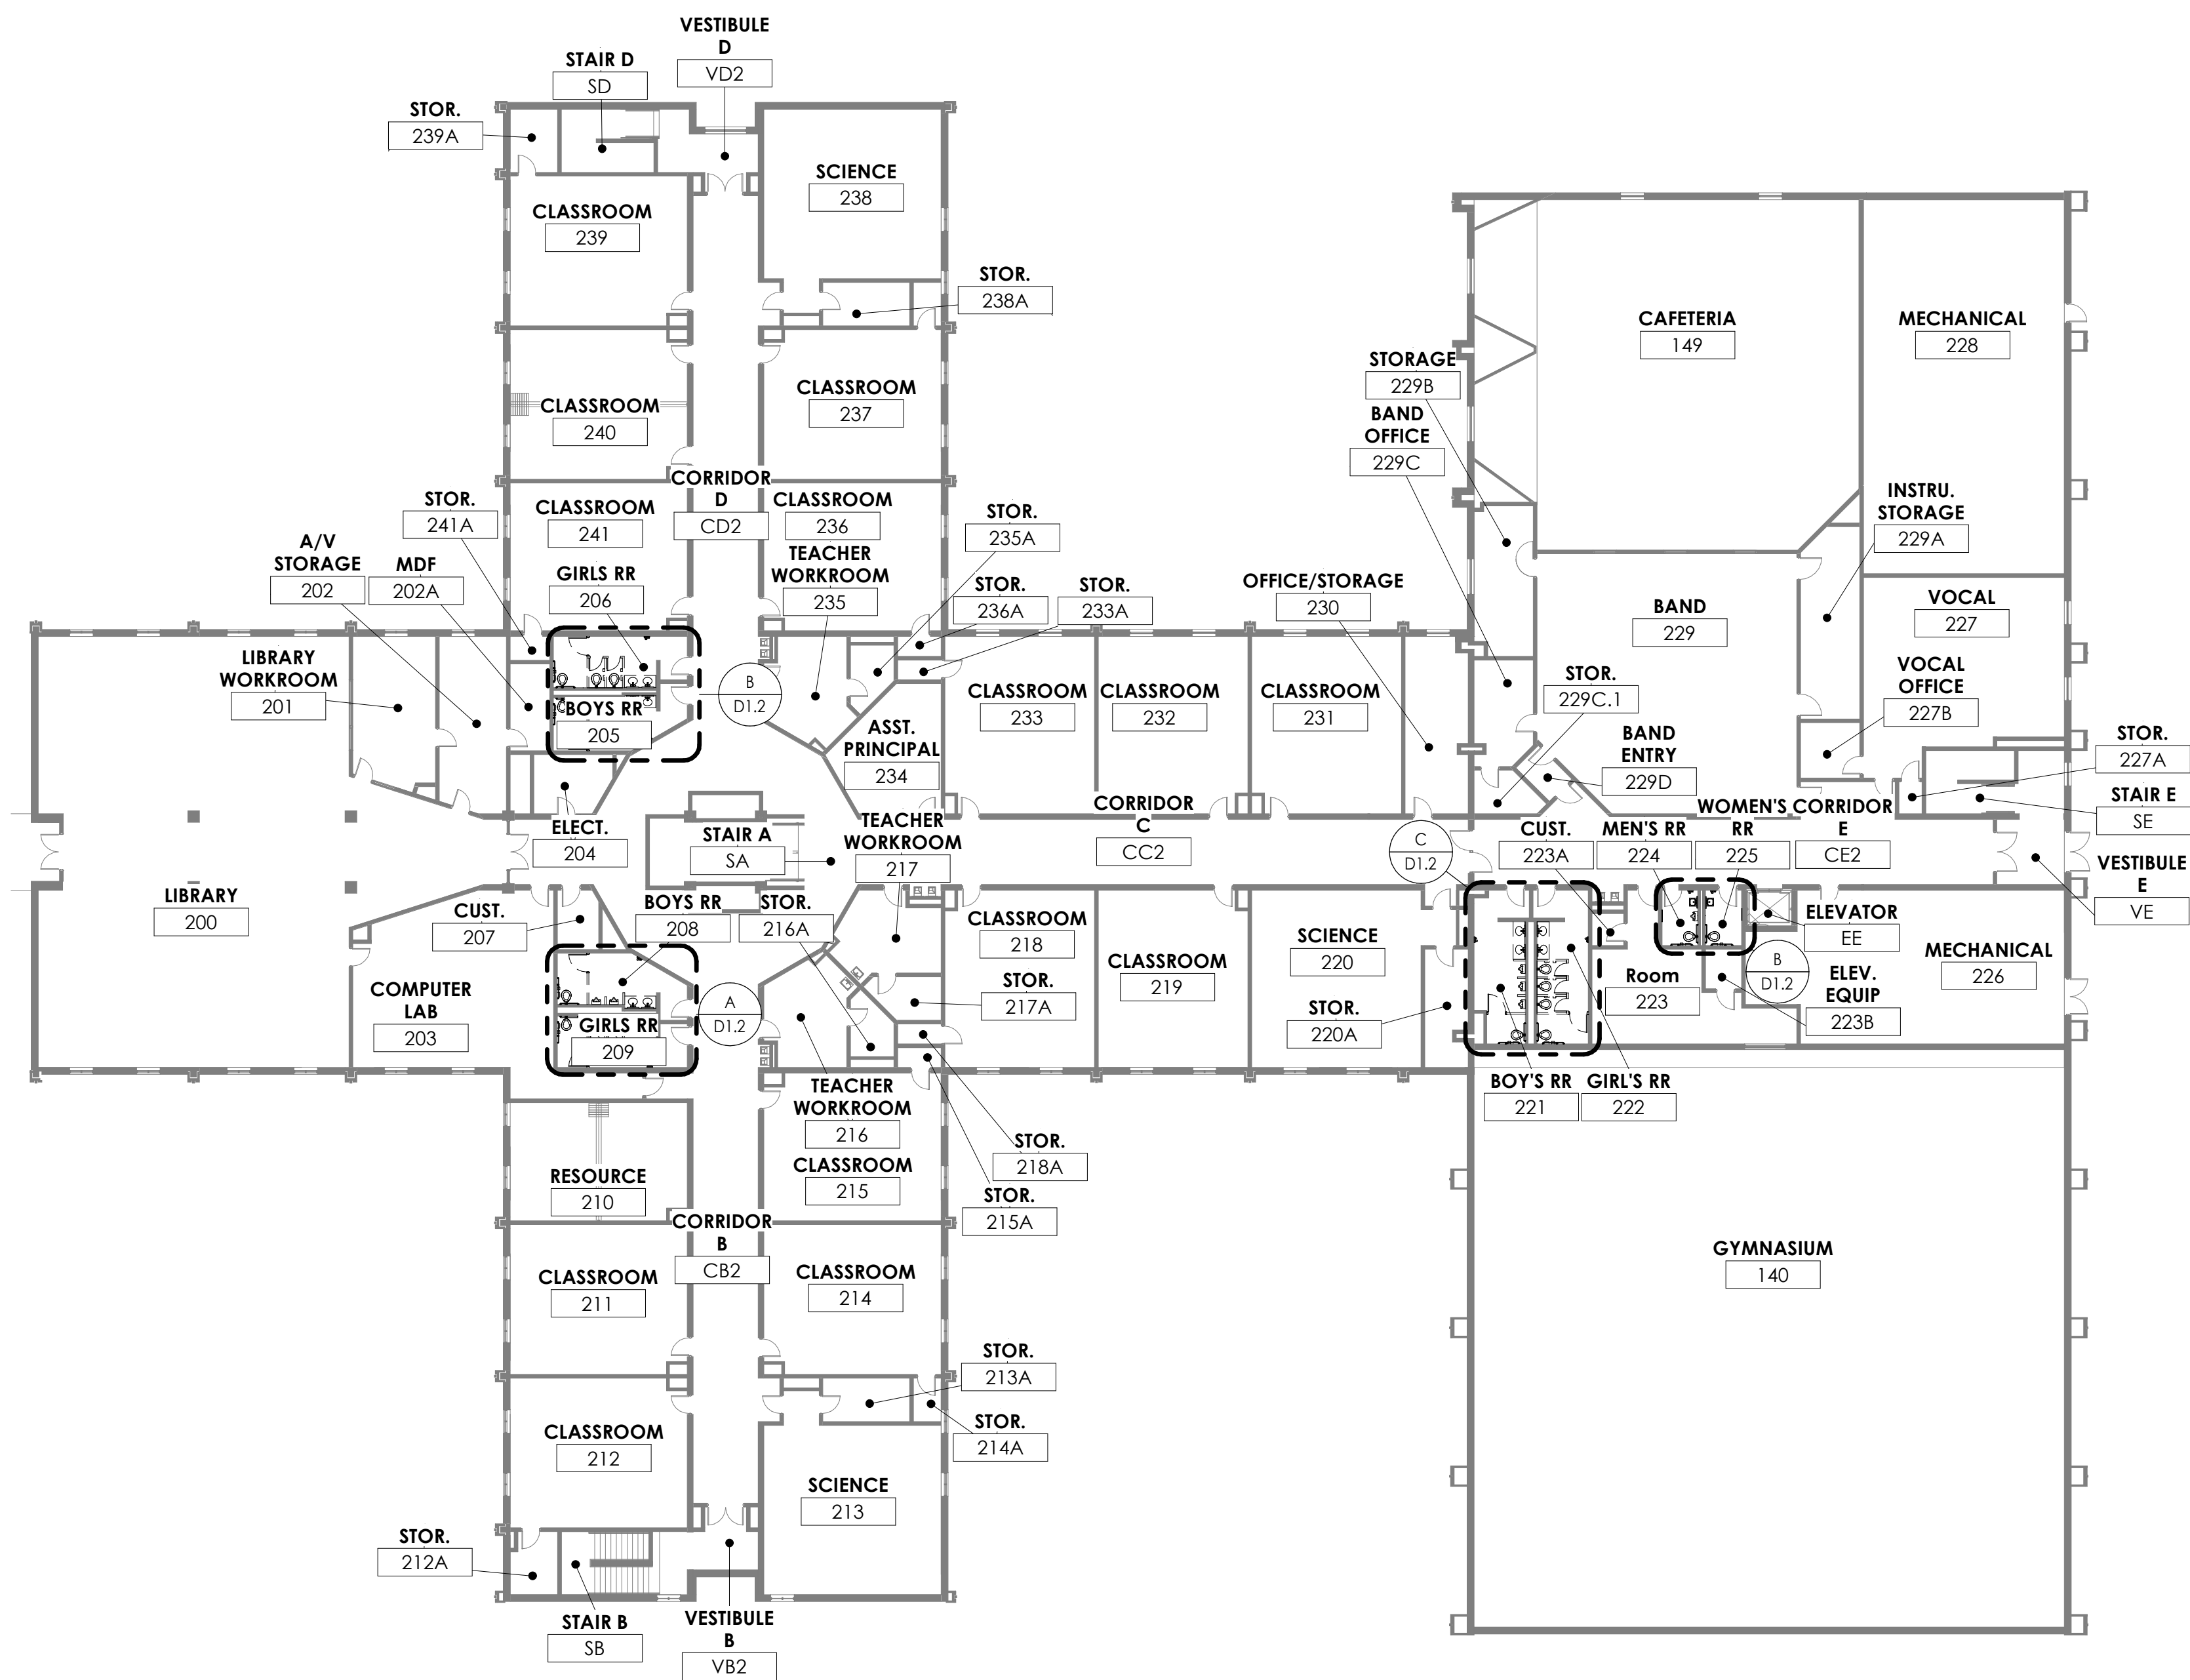 VESTIBULE
D
VD2
STAIR D
SD
STOR.
239A
SCIENCE
238
CLASSROOM
239
STOR.
238A
CAFETERIA
149
MECHANICAL
228
STORAGE
229B
CLASSROOM
237
CLASSROOM
240
BAND
OFFICE
229C
CORRIDOR
D
CD2
STOR.
241A
CLASSROOM
241
CLASSROOM
236
STOR.
235A
INSTRU.
STORAGE
229A
A/V
STORAGE
202
MDF
202A
GIRLS RR
206
TEACHER
WORKROOM
235
STOR.
236A
STOR.
233A
OFFICE/STORAGE
230
BAND
229
VOCAL
227
LIBRARY
WORKROOM
201
B
D1.2
BOYS RR
205
ASST.
PRINCIPAL
234
CLASSROOM
233
CLASSROOM
232
CLASSROOM
231
STOR.
229C.1
VOCAL
OFFICE
227B
BAND
ENTRY
229D
STOR.
227A
STAIR E
SE
ELECT.
204
STAIR A
SA
TEACHER
WORKROOM
217
CORRIDOR
C
CC2
C
D1.2
CUST.
223A
MEN'S RR
224
WOMEN'S
RR
225
CORRIDOR
E
CE2
VESTIBULE
E
VE
LIBRARY
200
CUST.
207
BOYS RR
208
STOR.
216A
CLASSROOM
218
CLASSROOM
219
SCIENCE
220
ELEVATOR
EE
MECHANICAL
226
COMPUTER
LAB
203
A
D1.2
STOR.
217A
STOR.
220A
Room
223
B
D1.2
ELEV.
EQUIP
223B
GIRLS RR
209
TEACHER
WORKROOM
216
BOY'S RR
221
GIRL'S RR
222
STOR.
218A
RESOURCE
210
CLASSROOM
215
STOR.
215A
CORRIDOR
B
CB2
CLASSROOM
211
CLASSROOM
214
GYMNASIUM
140
STOR.
213A
CLASSROOM
212
STOR.
214A
SCIENCE
213
STOR.
212A
STAIR B
SB
VESTIBULE
B
VB2